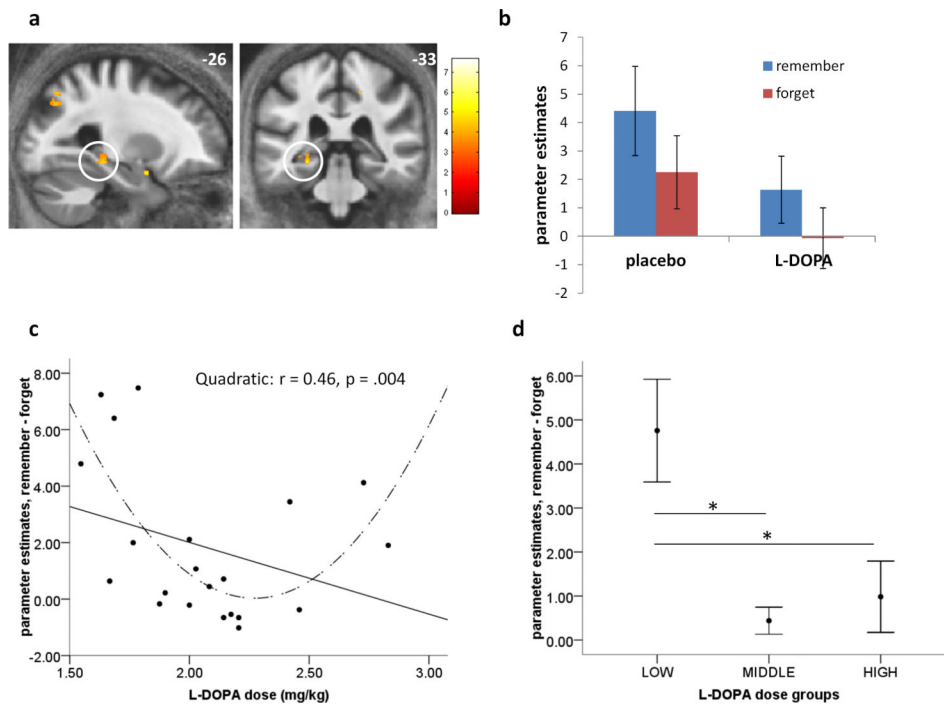 a
-26
-33
7
6
5
4
3
2
1
0
b
parameter estimates
7
6
5
4
3
2
1
0
-1
-2
remember
forget
placebo
L-DOPA
c
parameter estimates, remember - forget
8.00
6.00
4.00
2.00
0.00
-2.00
Quadratic: r = 0.46, p = .004
1.50
2.00
2.50
3.00
L-DOPA dose (mg/kg)
d
parameter estimates, remember - forget
6.00
5.00
4.00
3.00
2.00
1.00
0.00
*
*
LOW
MIDDLE
HIGH
L-DOPA dose groups